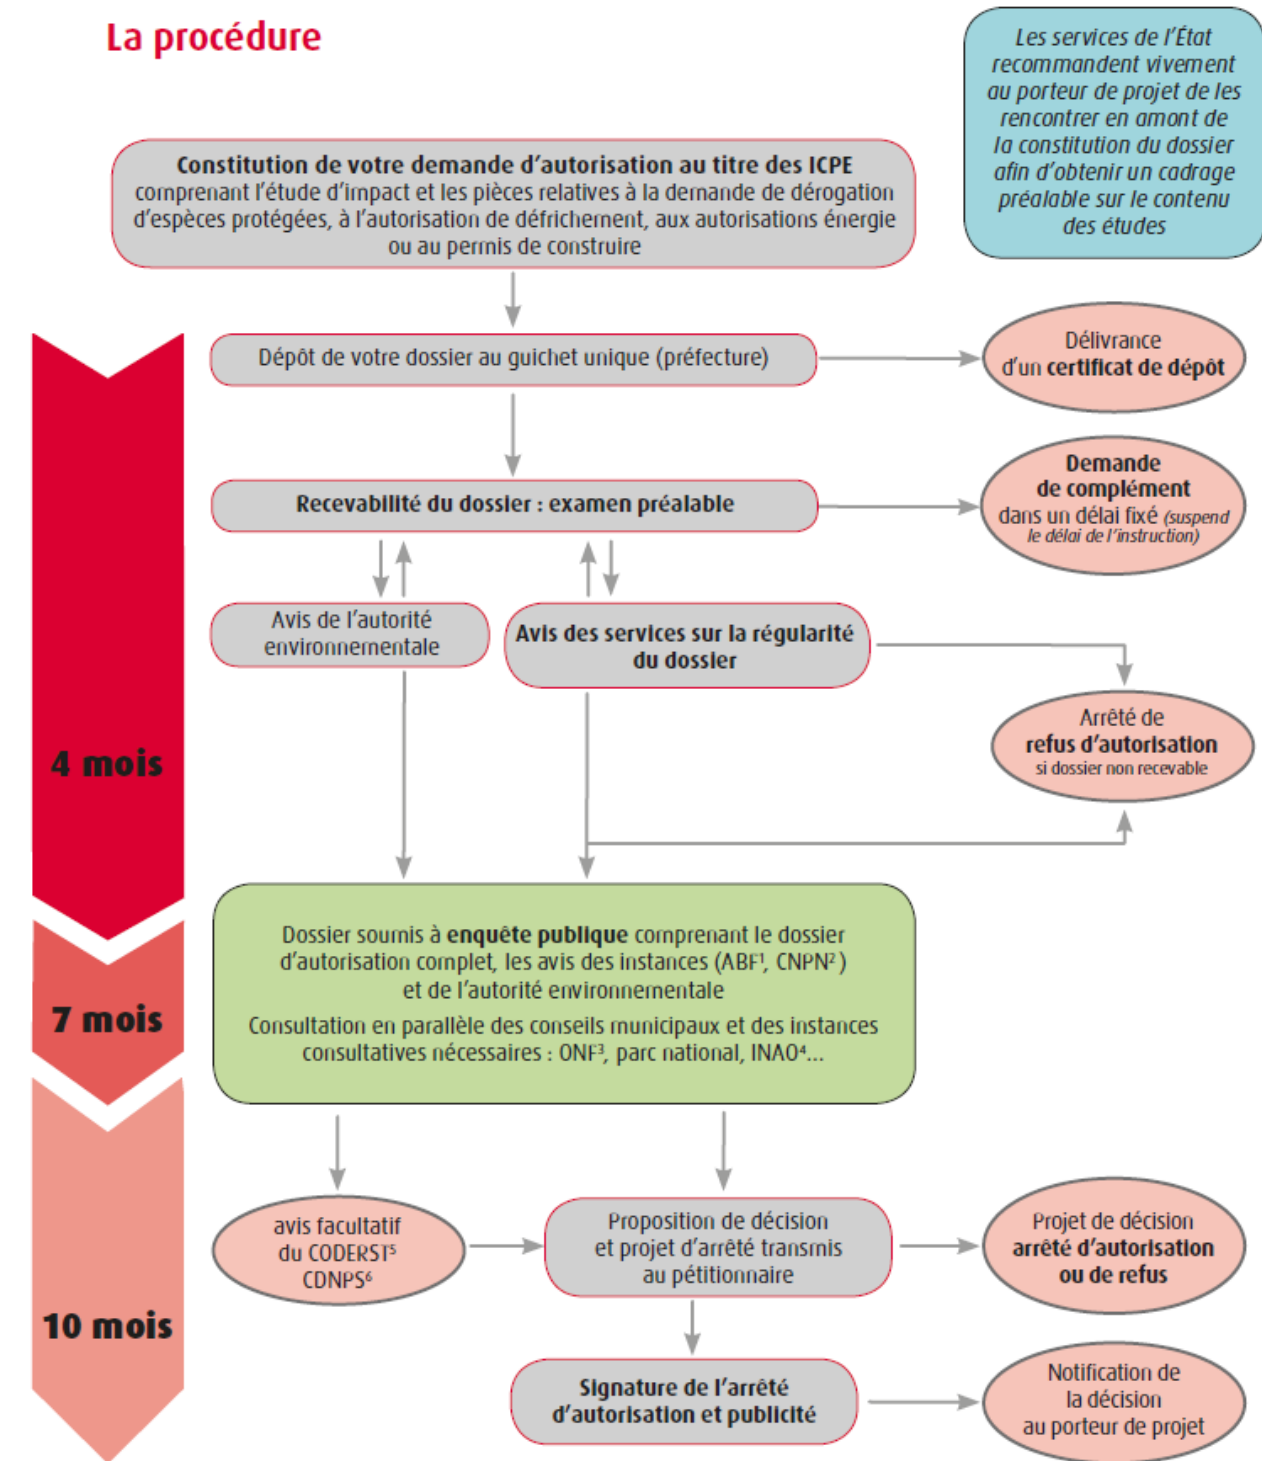 La procédure
Les services de l'État
recommandent vivement
au porteur de projet de les
rencontrer en amont de
la constitution du dossier
afin d'obtenir un cadrage
préalable sur le contenu
des études
Constitution de votre demande d'autorisation au titre des ICPE
comprenant l'étude d'impact et les pièces relatives à la demande de dérogation
d'espèces protégées, à l'autorisation de défrichement, aux autorisations énergie
ou au permis de construire
Dépôt de votre dossier au guichet unique (préfecture)
Délivrance
d'un certificat de dépôt
Recevabilité du dossier : examen préalable
Demande
de complément
dans un délai fixé (suspend
le délai de l'instruction)
Avis de l'autorité
environnementale
Avis des services sur la régularité
du dossier
Arrêté de
refus d'autorisation
si dossier non recevable
4 mois
Dossier soumis à enquête publique comprenant le dossier
d'autorisation complet, les avis des instances (ABF¹, CNPN²)
et de l'autorité environnementale
Consultation en parallèle des conseils municipaux et des instances
consultatives nécessaires : ONF³, parc national, INAO⁴...
7 mois
avis facultatif
du CODERST⁵
CDNPS⁶
Proposition de décision
et projet d'arrêté transmis
au pétitionnaire
Projet de décision
arrêté d'autorisation
ou de refus
10 mois
Signature de l'arrêté
d'autorisation et publicité
Notification de
la décision
au porteur de projet